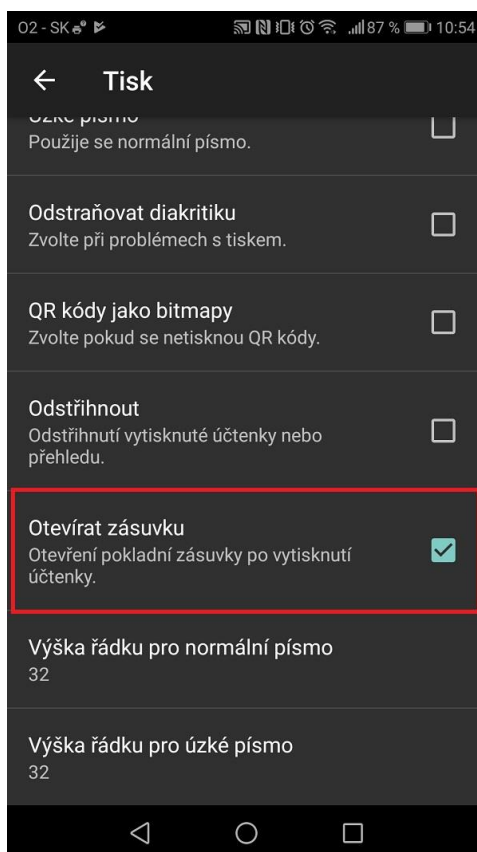 O2 - SK 87 % 10:54
Tisk
Úzké písmo
Použije se normální písmo.
Odstraňovat diakritiku
Zvolte při problémech s tiskem.
QR kódy jako bitmapy
Zvolte pokud se netisknou QR kódy.
Odstřihnout
Odstřihnutí vytisknuté účtenky nebo
přehledu.
Otevírat zásuvku
Otevření pokladní zásuvky po vytisknutí
účtenky.
Výška řádku pro normální písmo
32
Výška řádku pro úzké písmo
32